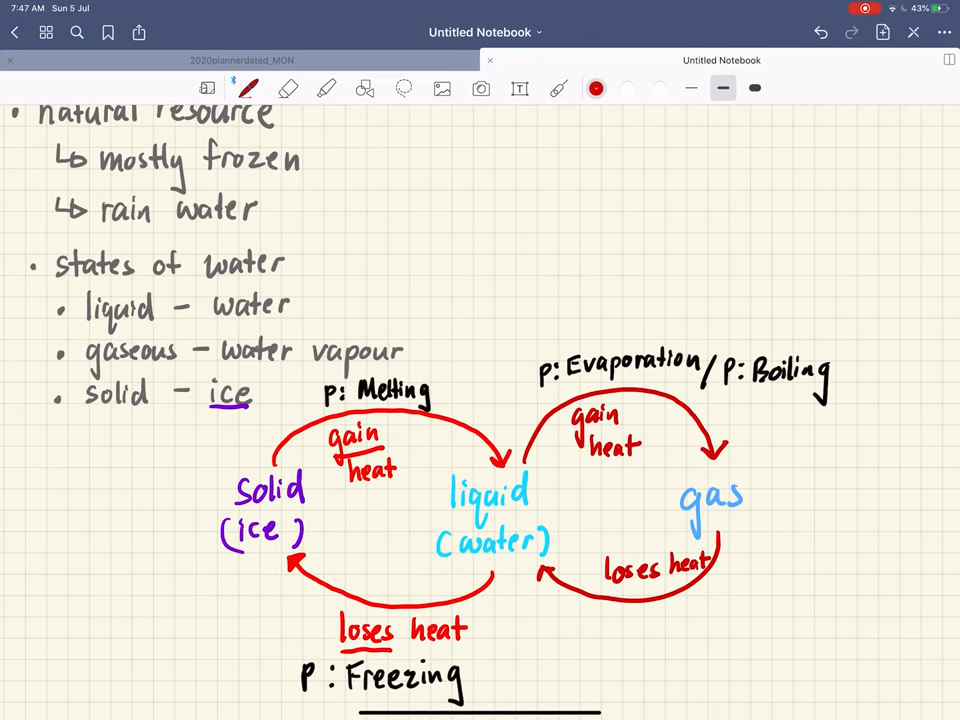 7:47 AM Sun 5 Jul
43%
Untitled Notebook
2020plannerdated_MON
Untitled Notebook
• natural resource
↳ mostly frozen
↳ rain water
• states of water
• liquid - water
• gaseous - water vapour
• solid - ice
p: Melting
p: Evaporation / p: Boiling
gain
heat
gain
heat
solid
(ice)
liquid
(water)
gas
loses heat
loses heat
p: Freezing